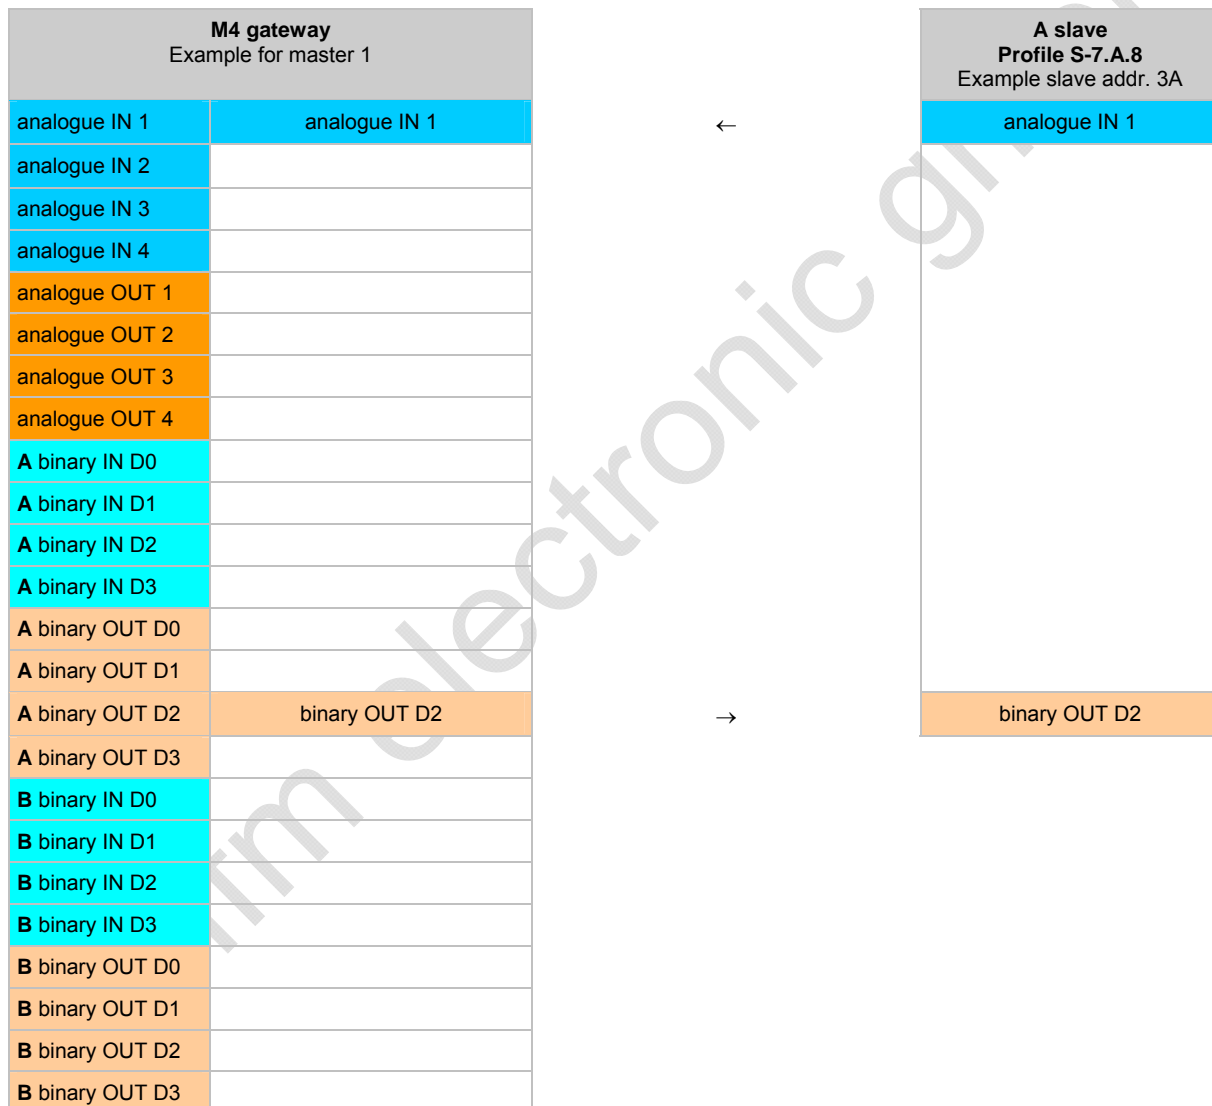 M4 gateway
Example for master 1
A slave
Profile S-7.A.8
Example slave addr. 3A
analogue IN 1 analogue IN 1 ← analogue IN 1
analogue IN 2
analogue IN 3
analogue IN 4
analogue OUT 1
analogue OUT 2
analogue OUT 3
analogue OUT 4
A binary IN D0
A binary IN D1
A binary IN D2
A binary IN D3
A binary OUT D0
A binary OUT D1
A binary OUT D2 binary OUT D2 → binary OUT D2
A binary OUT D3
B binary IN D0
B binary IN D1
B binary IN D2
B binary IN D3
B binary OUT D0
B binary OUT D1
B binary OUT D2
B binary OUT D3
electronic